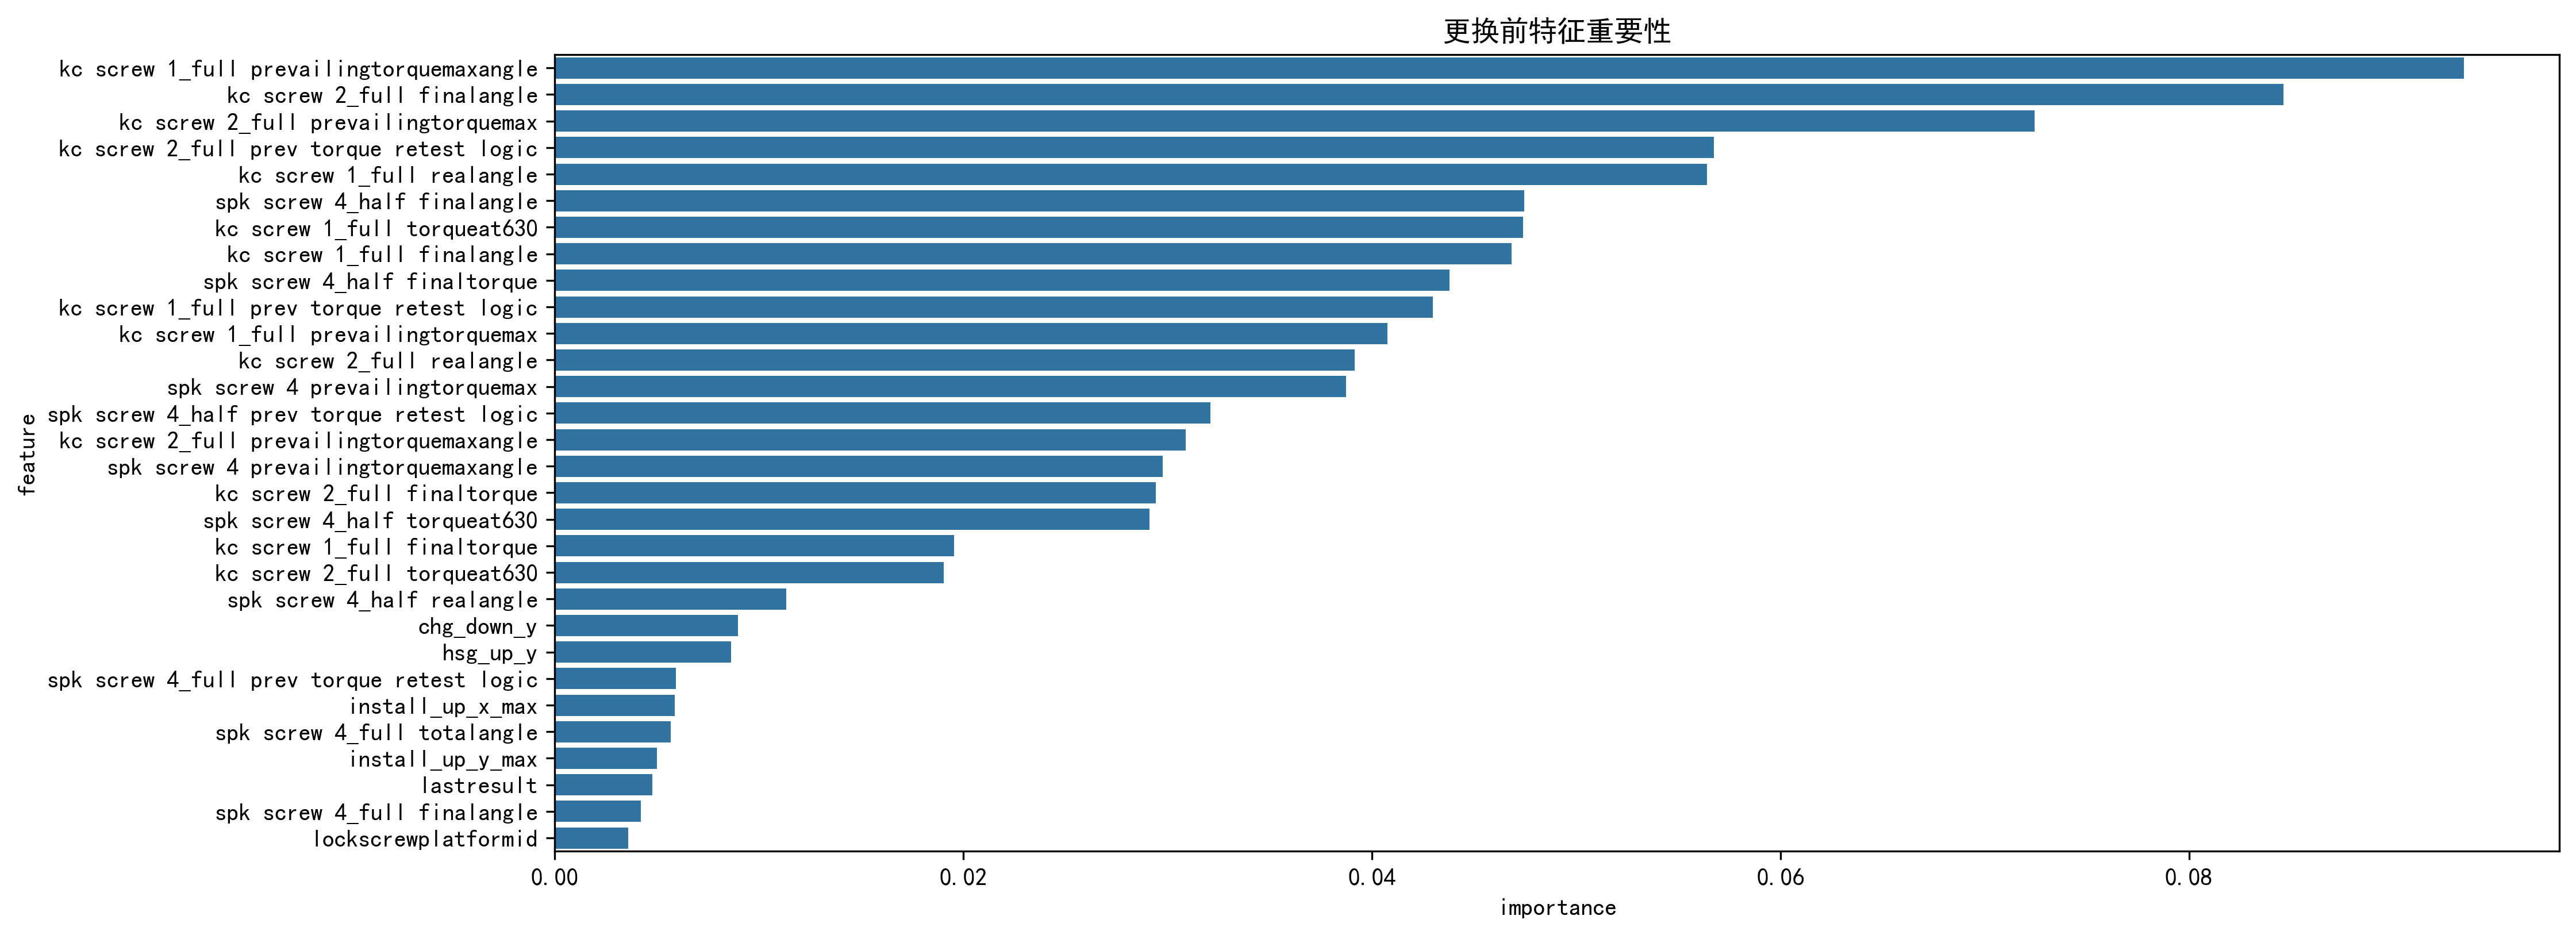 更换前特征重要性
feature
kc screw 1_full prevailingtorquemaxangle
kc screw 2_full finalangle
kc screw 2_full prevailingtorquemax
kc screw 2_full prev torque retest logic
kc screw 1_full realangle
spk screw 4_half finalangle
kc screw 1_full torqueat630
kc screw 1_full finalangle
spk screw 4_half finaltorque
kc screw 1_full prev torque retest logic
kc screw 1_full prevailingtorquemax
kc screw 2_full realangle
spk screw 4 prevailingtorquemax
spk screw 4_half prev torque retest logic
kc screw 2_full prevailingtorquemaxangle
spk screw 4 prevailingtorquemaxangle
kc screw 2_full finaltorque
spk screw 4_half torqueat630
kc screw 1_full finaltorque
kc screw 2_full torqueat630
spk screw 4_half realangle
chg_down_y
hsg_up_y
spk screw 4_full prev torque retest logic
install_up_x_max
spk screw 4_full totalangle
install_up_y_max
lastresult
spk screw 4_full finalangle
lockscrewplatformid
0.00 0.02 0.04 0.06 0.08
importance